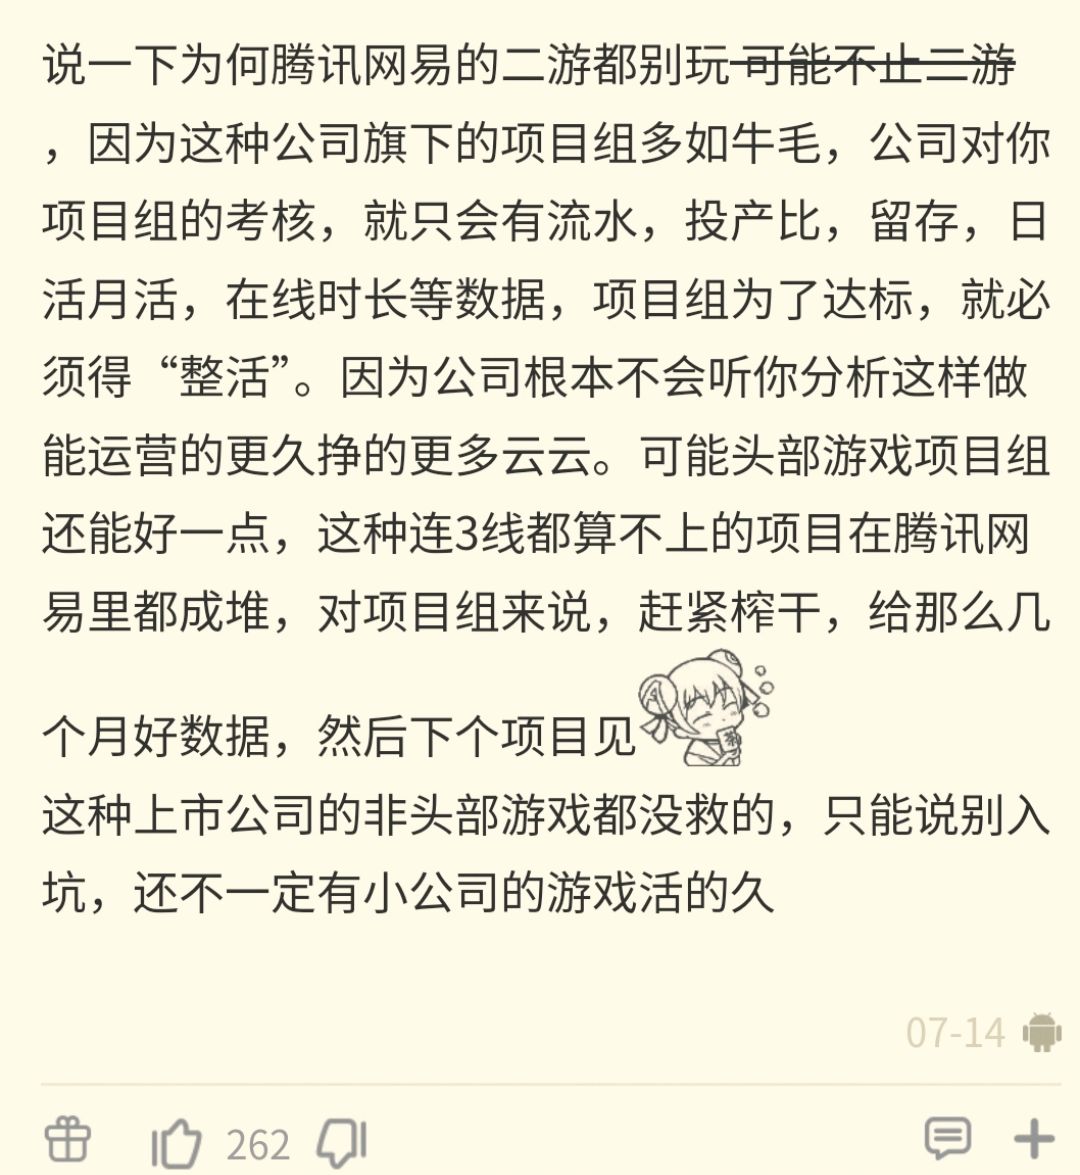 说一下为何腾讯网易的二游都别玩可能不止二游
，因为这种公司旗下的项目组多如牛毛，公司对你
项目组的考核，就只会有流水，投产比，留存，日
活月活，在线时长等数据，项目组为了达标，就必
须得“整活”。因为公司根本不会听你分析这样做
能运营的更久挣的更多云云。可能头部游戏项目组
还能好一点，这种连3线都算不上的项目在腾讯网
易里都成堆，对项目组来说，赶紧榨干，给那么几
个月好数据，然后下个项目见
这种上市公司的非头部游戏都没救的，只能说别入
坑，还不一定有小公司的游戏活的久
07-14
262